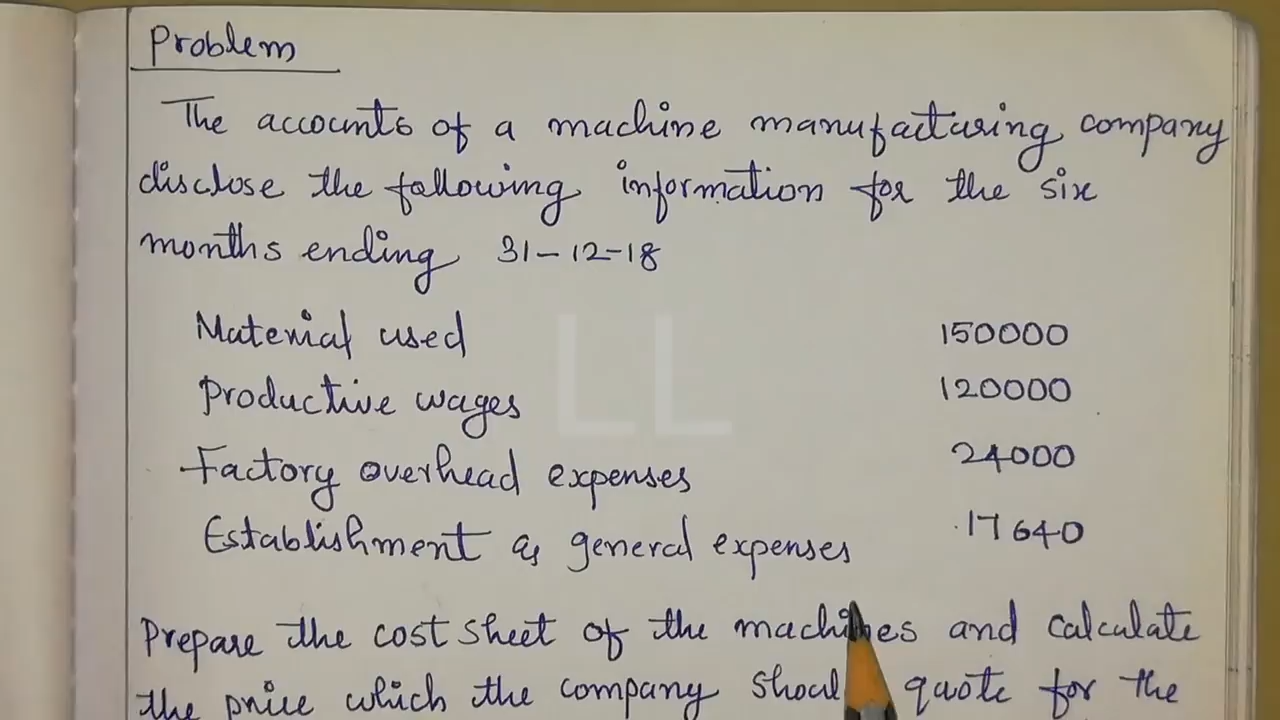 Problem
The accounts of a machine manufacturing company
disclose the following information for the six
months ending 31-12-18
Material used 150000
Productive wages 120000
Factory overhead expenses 24000
Establishment & general expenses 17640
Prepare the cost sheet of the machines and calculate
the price which the company should quote for the
LL